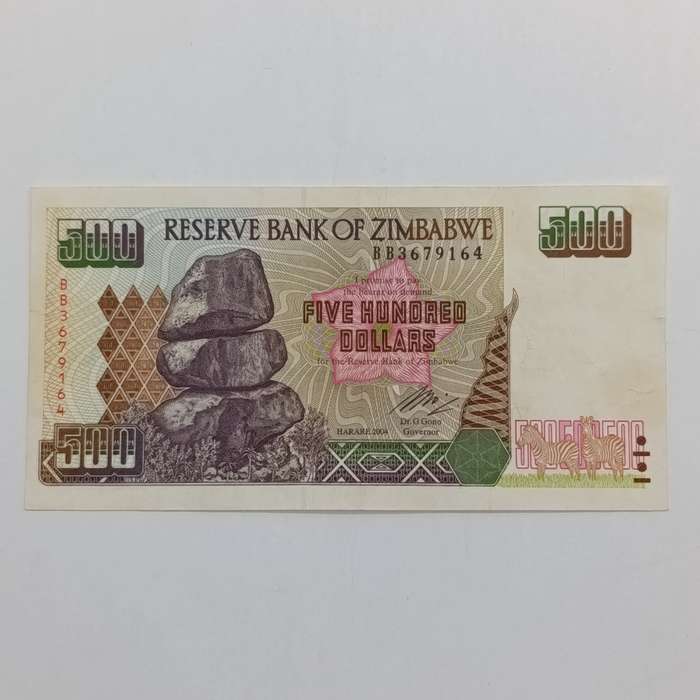 500
RESERVE BANK OF ZIMBABWE
500
BB3679164
I promise to pay
the bearer on demand
FIVE HUNDRED
DOLLARS
for the Reserve Bank of Zimbabwe
BB3679164
HARARE 2004
Dr. G Gono
Governor
500